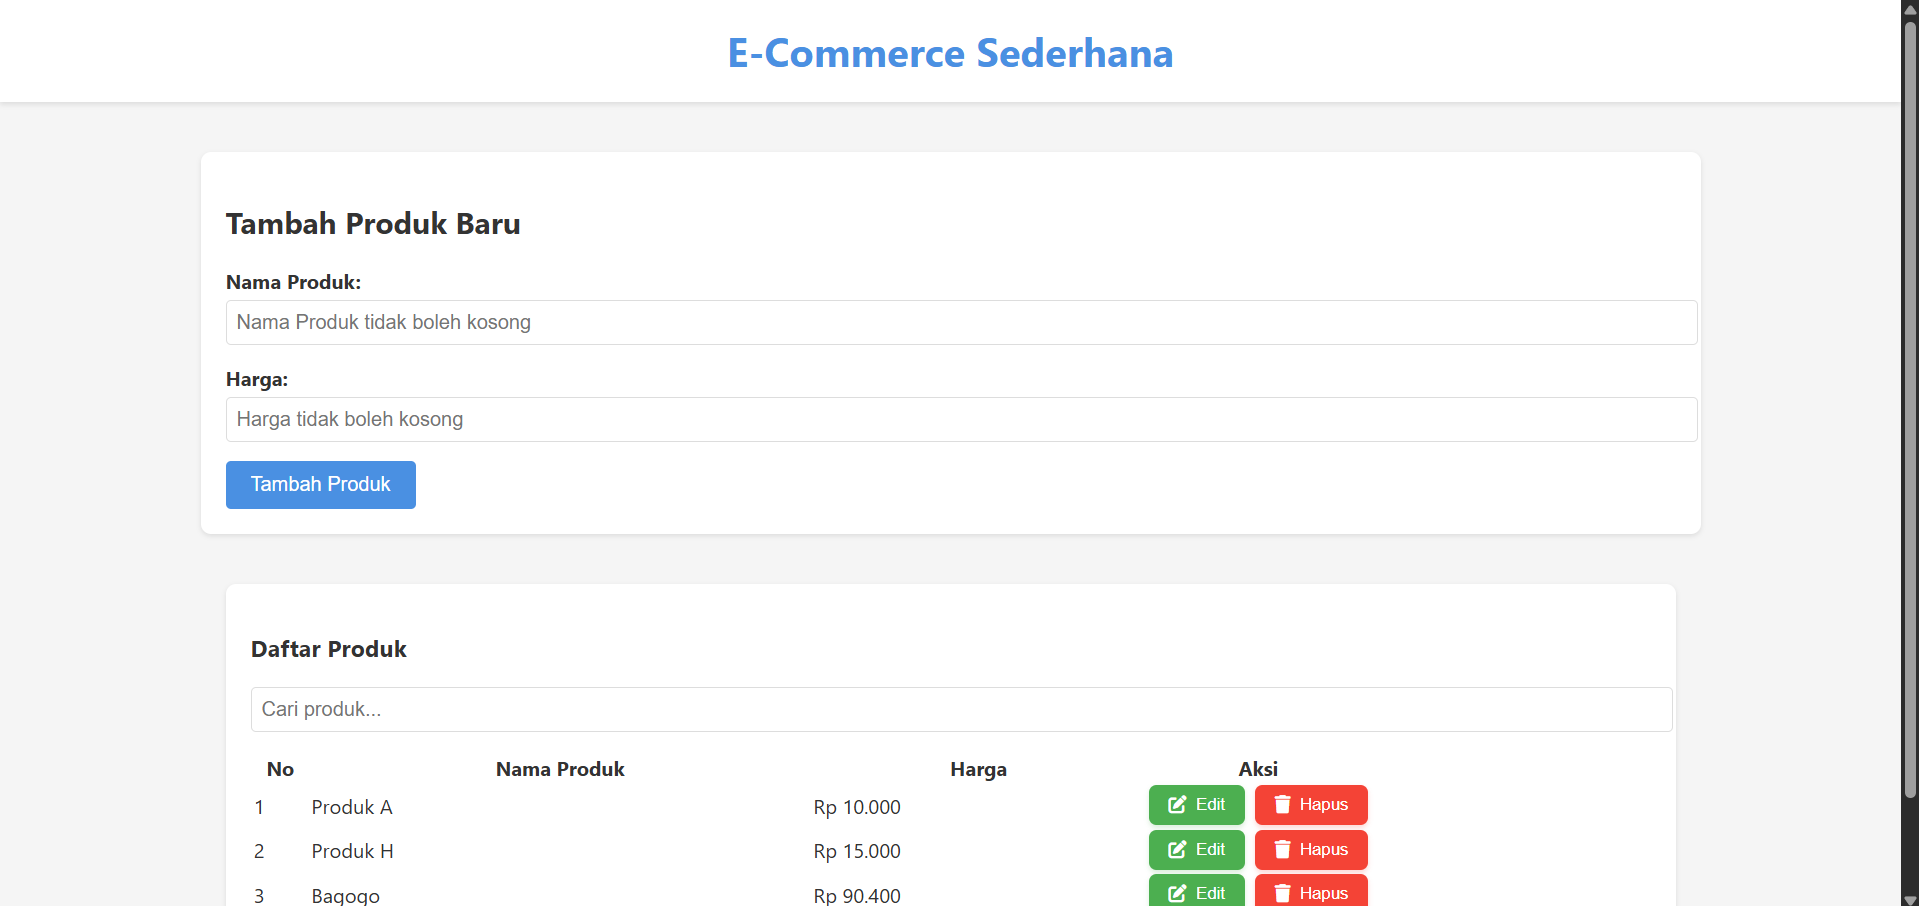 E-Commerce Sederhana
Tambah Produk Baru
Nama Produk:
Nama Produk tidak boleh kosong
Harga:
Harga tidak boleh kosong
Tambah Produk
Daftar Produk
Cari produk...
No Nama Produk Harga Aksi
1 Produk A Rp 10.000 Edit Hapus
2 Produk H Rp 15.000 Edit Hapus
3 Bagogo Rp 90.400 Edit Hapus